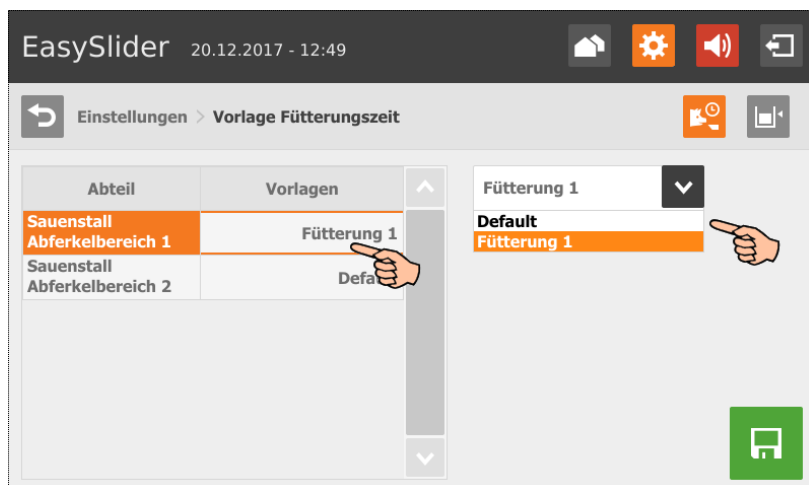 EasySlider 20.12.2017 - 12:49
Einstellungen > Vorlage Fütterungszeit
Abteil Vorlagen
Sauenstall
Abferkelbereich 1
Fütterung 1
Sauenstall
Abferkelbereich 2
Fütterung 1
Default
Fütterung 1